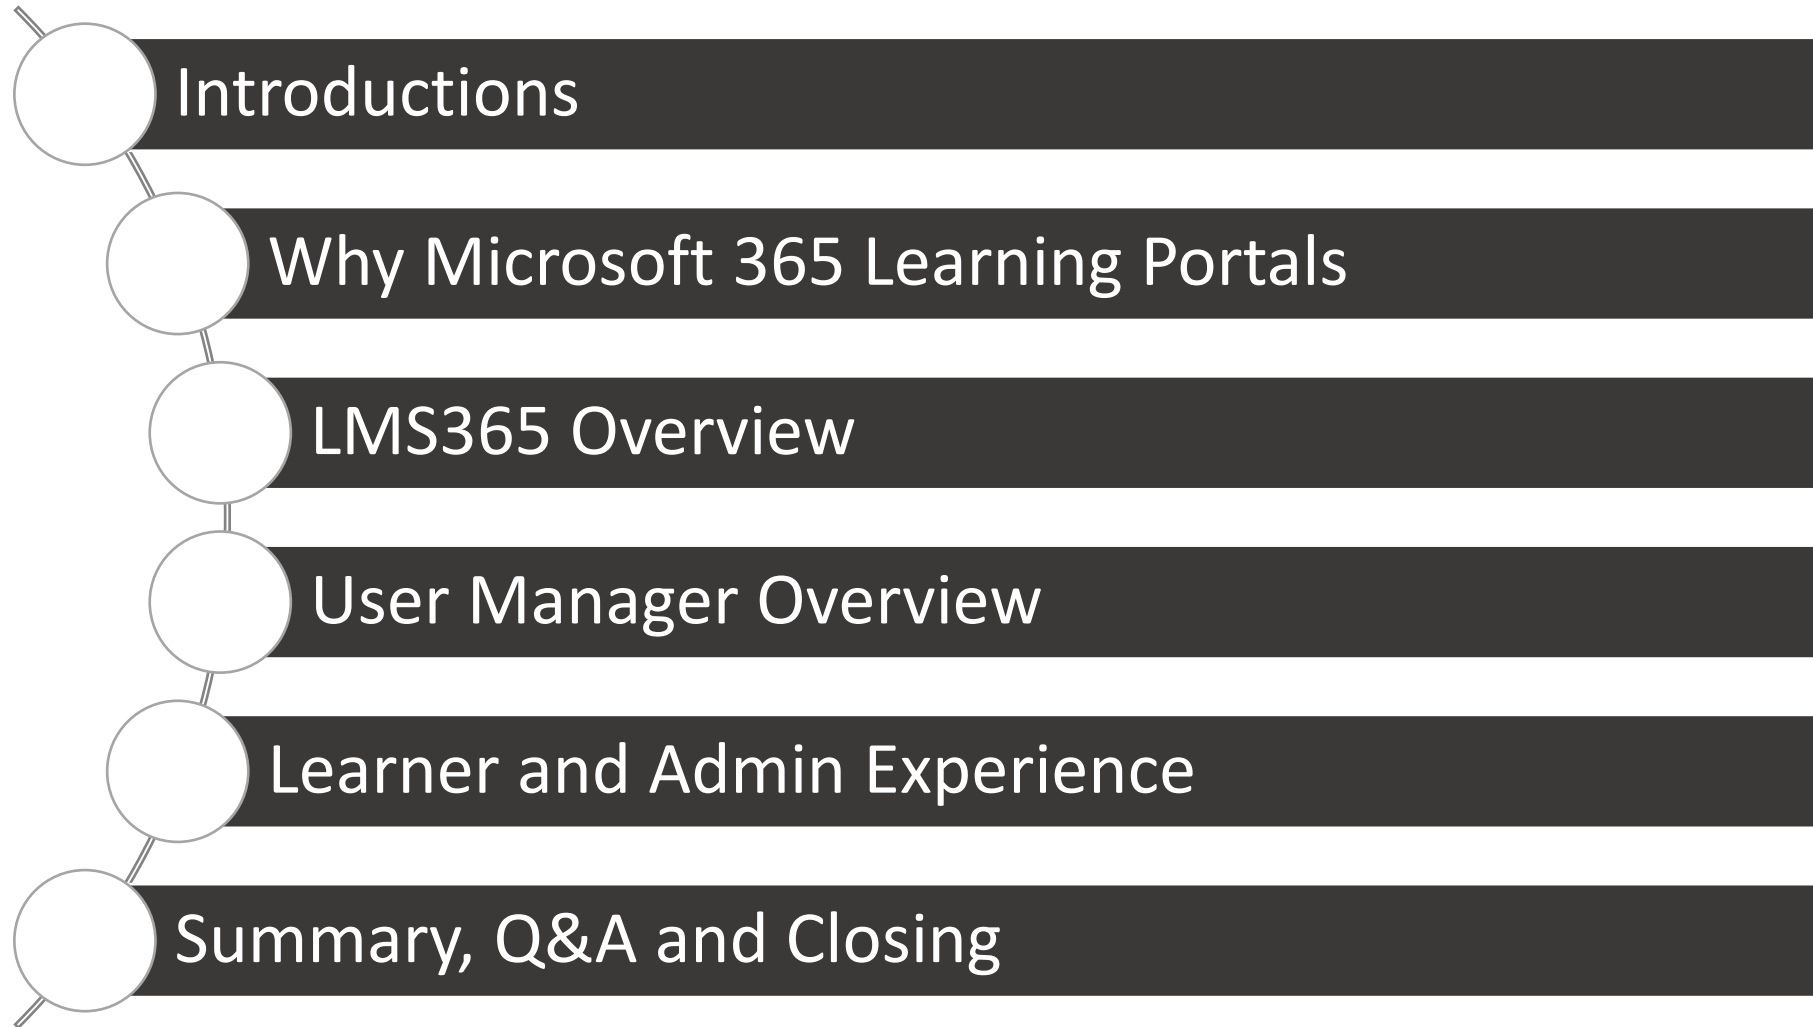 Introductions
Why Microsoft 365 Learning Portals
LMS365 Overview
User Manager Overview
Learner and Admin Experience
Summary, Q&A and Closing